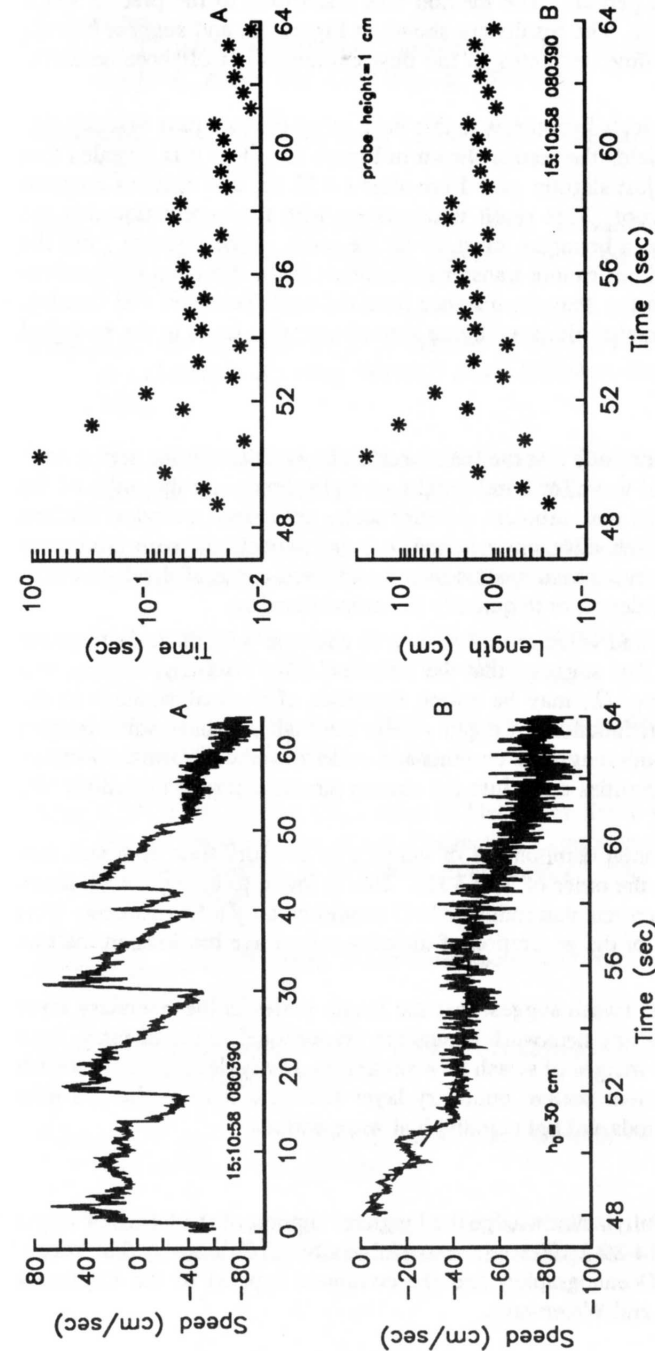 80
40
0
-40
-80
Speed (cm/sec)
15:10:58 080390
0 10 20 30 40 50 60
0
-20
-40
-60
-80
-100
Speed (cm/sec)
B
h_b=30 cm
48 52 56 60 64
Time (sec)
10^0
10^-1
10^-2
Time (sec)
A
48 52 56 60 64
10^1
10^0
10^-1
Length (cm)
probe height=1 cm
B
15:10:58 080390
48 52 56 60 64
Time (sec)